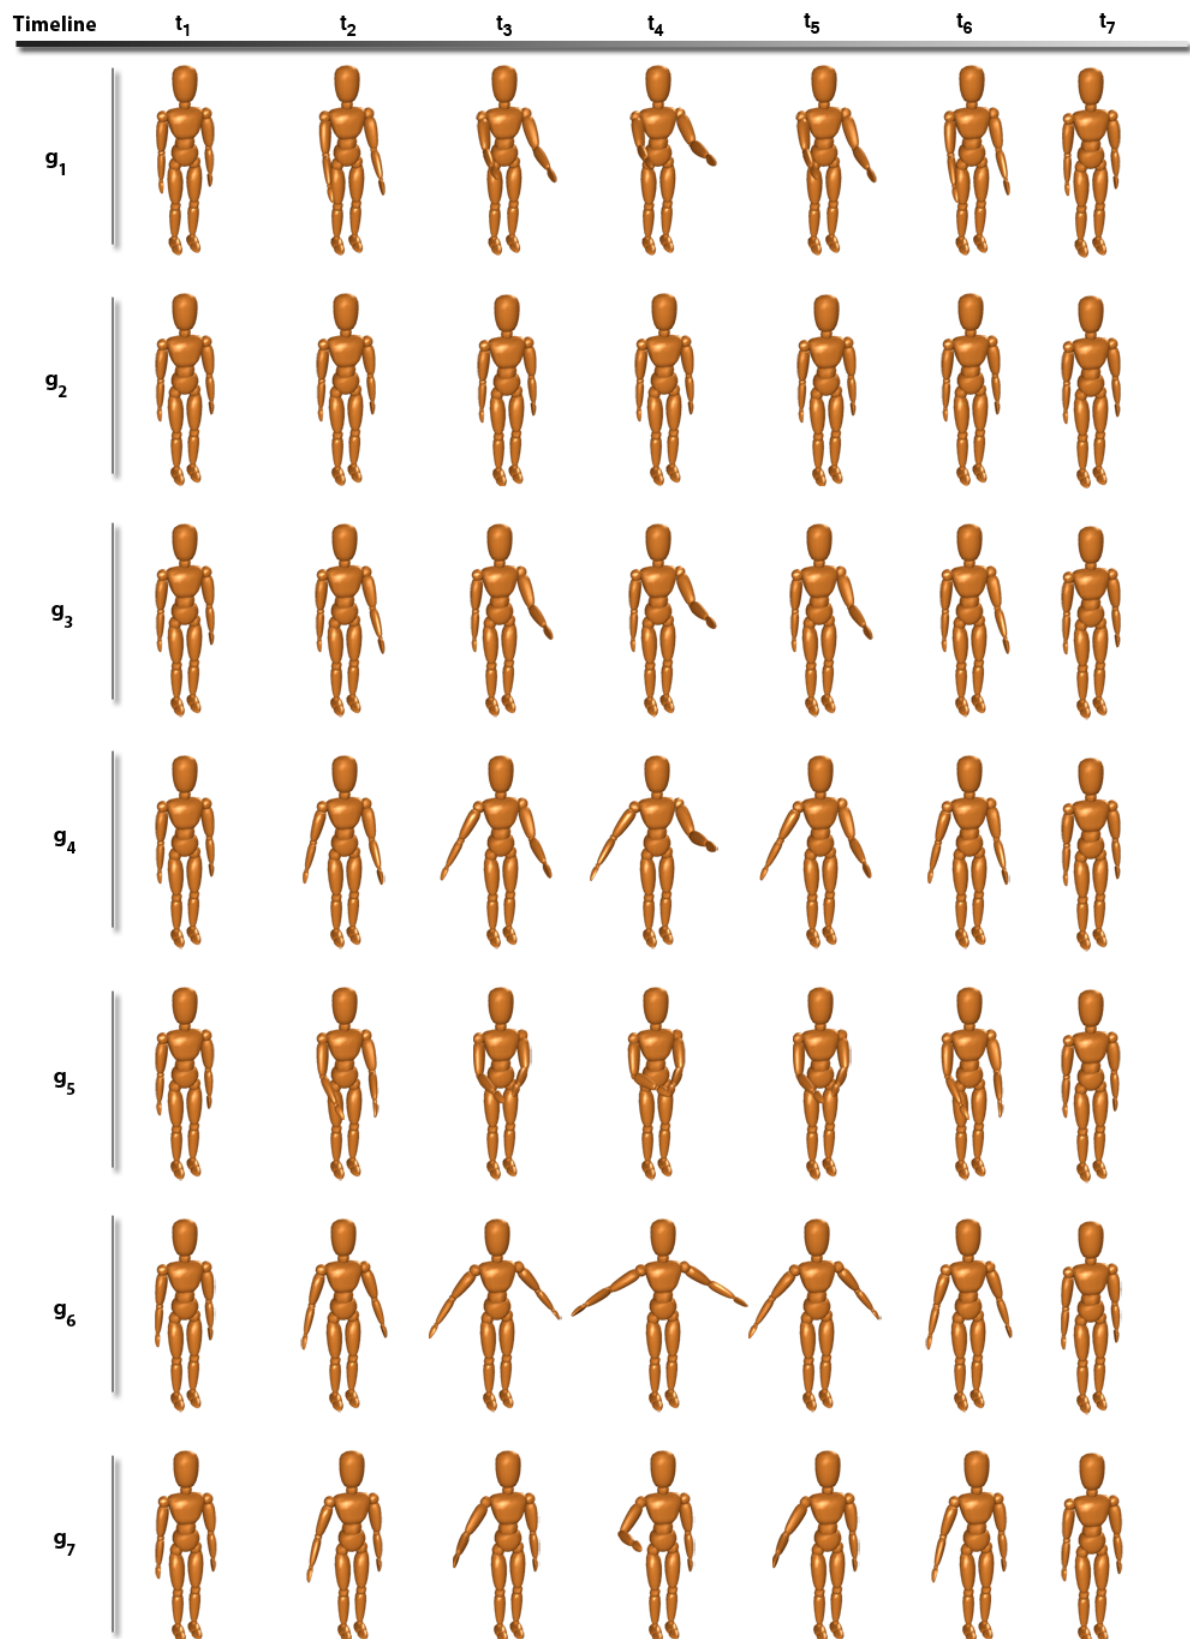 Timeline t₁ t₂ t₃ t₄ t₅ t₆ t₇
g₁
g₂
g₃
g₄
g₅
g₆
g₇